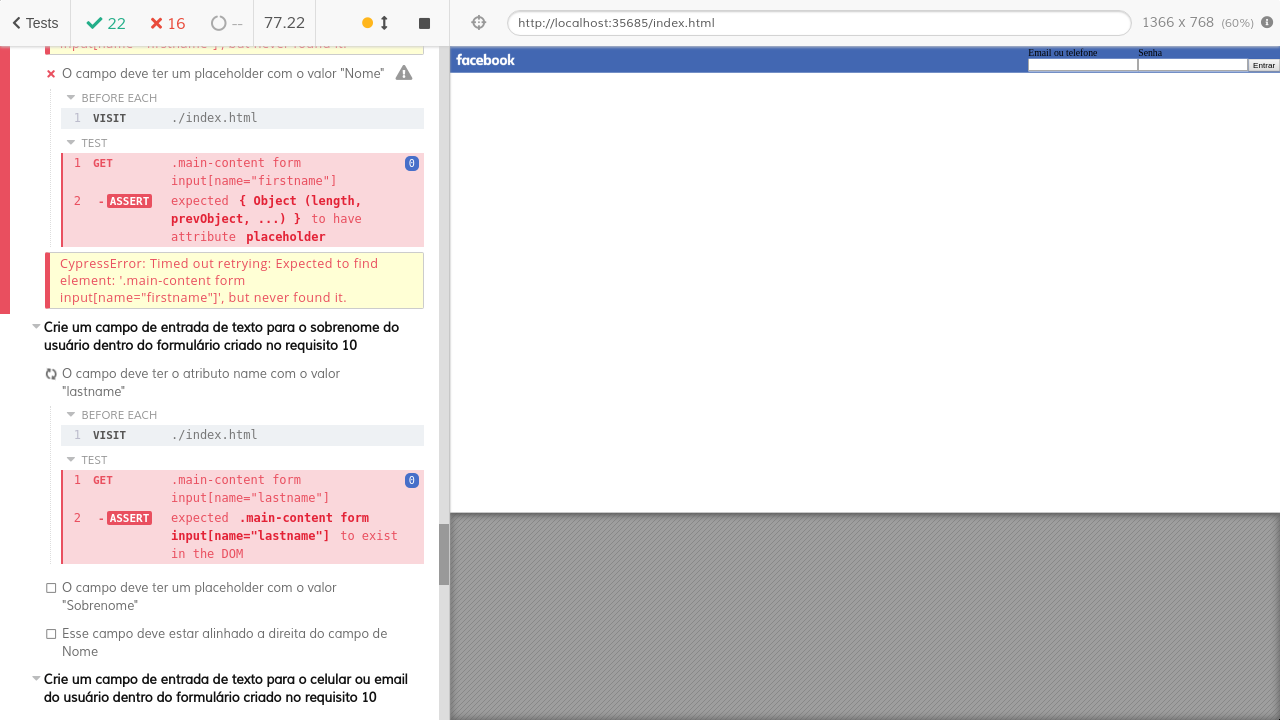 Tests
22
16
--
77.22
http://localhost:35685/index.html
1366 x 768 (60%)
input[name="firstname"]', but never found it.
O campo deve ter um placeholder com o valor "Nome"
BEFORE EACH
1 VISIT ./index.html
TEST
1 GET .main-content form 0
input[name="firstname"]
2 -ASSERT expected { Object (length,
prevObject, ...) } to have
attribute placeholder
CypressError: Timed out retrying: Expected to find
element: '.main-content form
input[name="firstname"]', but never found it.
Crie um campo de entrada de texto para o sobrenome do
usuário dentro do formulário criado no requisito 10
O campo deve ter o atributo name com o valor
"lastname"
BEFORE EACH
1 VISIT ./index.html
TEST
1 GET .main-content form 0
input[name="lastname"]
2 -ASSERT expected .main-content form
input[name="lastname"] to exist
in the DOM
O campo deve ter um placeholder com o valor
"Sobrenome"
Esse campo deve estar alinhado a direita do campo de
Nome
Crie um campo de entrada de texto para o celular ou email
do usuário dentro do formulário criado no requisito 10
facebook
Email ou telefone
Senha
Entrar